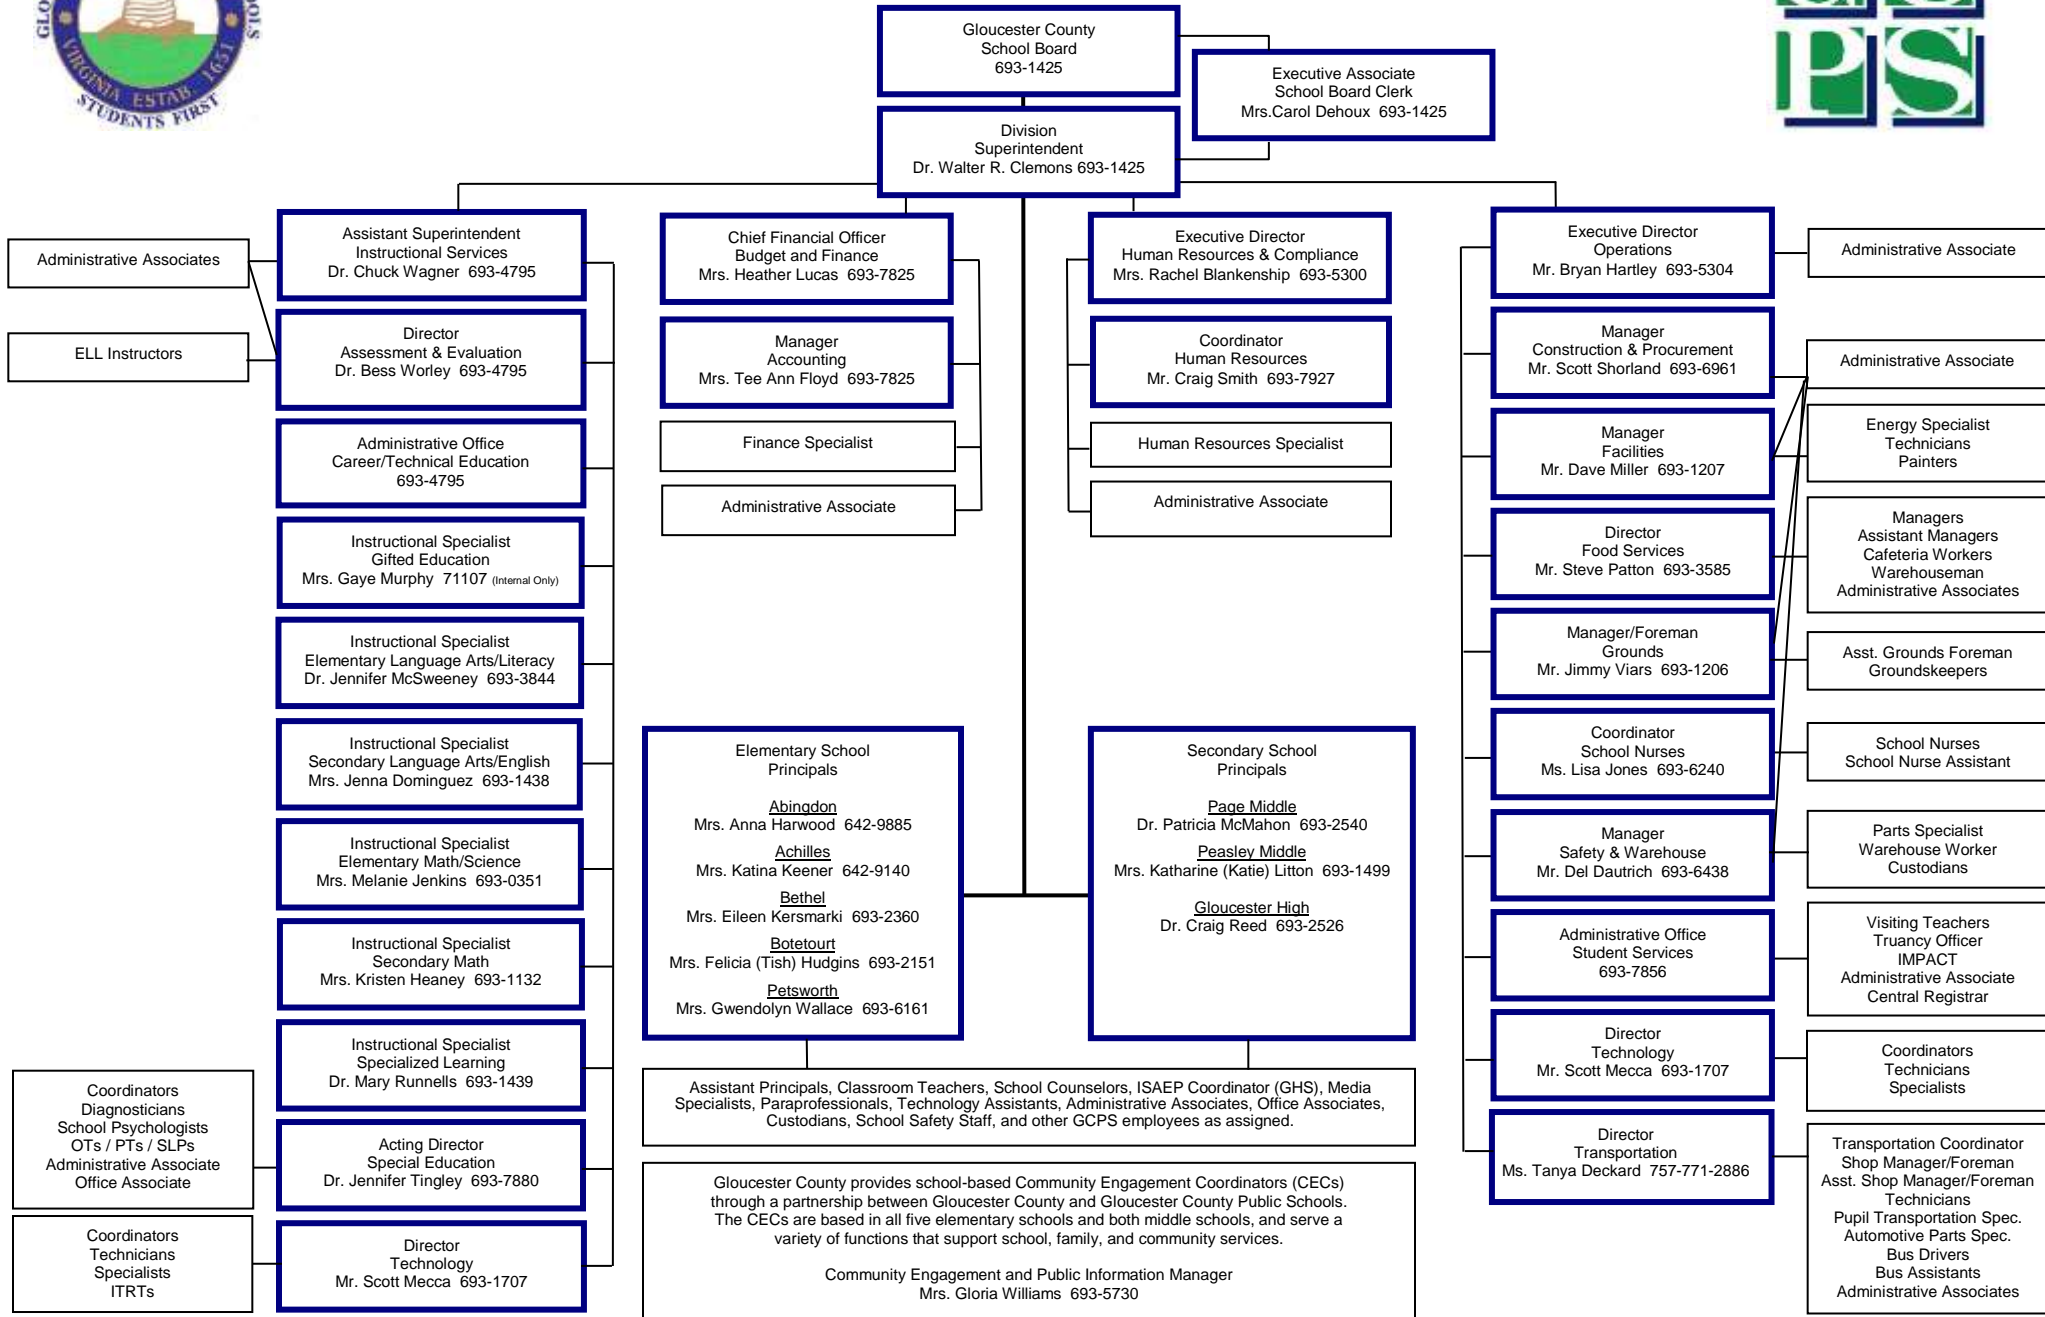 VIRGINIA ESTAB. 1651
STUDENTS FIRST
PS
Gloucester County
School Board
693-1425
Executive Associate
School Board Clerk
Mrs.Carol Dehoux 693-1425
Division
Superintendent
Dr. Walter R. Clemons 693-1425
Administrative Associates
ELL Instructors
Assistant Superintendent
Instructional Services
Dr. Chuck Wagner 693-4795
Director
Assessment & Evaluation
Dr. Bess Worley 693-4795
Administrative Office
Career/Technical Education
693-4795
Instructional Specialist
Gifted Education
Mrs. Gaye Murphy 71107 (Internal Only)
Instructional Specialist
Elementary Language Arts/Literacy
Dr. Jennifer McSweeney 693-3844
Instructional Specialist
Secondary Language Arts/English
Mrs. Jenna Dominguez 693-1438
Instructional Specialist
Elementary Math/Science
Mrs. Melanie Jenkins 693-0351
Instructional Specialist
Secondary Math
Mrs. Kristen Heaney 693-1132
Instructional Specialist
Specialized Learning
Dr. Mary Runnells 693-1439
Coordinators
Diagnosticians
School Psychologists
OTs / PTs / SLPs
Administrative Associate
Office Associate
Acting Director
Special Education
Dr. Jennifer Tingley 693-7880
Coordinators
Technicians
Specialists
ITRTs
Director
Technology
Mr. Scott Mecca 693-1707
Chief Financial Officer
Budget and Finance
Mrs. Heather Lucas 693-7825
Manager
Accounting
Mrs. Tee Ann Floyd 693-7825
Finance Specialist
Administrative Associate
Executive Director
Human Resources & Compliance
Mrs. Rachel Blankenship 693-5300
Coordinator
Human Resources
Mr. Craig Smith 693-7927
Human Resources Specialist
Administrative Associate
Elementary School
Principals
Abingdon
Mrs. Anna Harwood 642-9885
Achilles
Mrs. Katina Keener 642-9140
Bethel
Mrs. Eileen Kersmarki 693-2360
Botetourt
Mrs. Felicia (Tish) Hudgins 693-2151
Petsworth
Mrs. Gwendolyn Wallace 693-6161
Secondary School
Principals
Page Middle
Dr. Patricia McMahon 693-2540
Peasley Middle
Mrs. Katharine (Katie) Litton 693-1499
Gloucester High
Dr. Craig Reed 693-2526
Assistant Principals, Classroom Teachers, School Counselors, ISAEP Coordinator (GHS), Media
Specialists, Paraprofessionals, Technology Assistants, Administrative Associates, Office Associates,
Custodians, School Safety Staff, and other GCPS employees as assigned.
Gloucester County provides school-based Community Engagement Coordinators (CECs)
through a partnership between Gloucester County and Gloucester County Public Schools.
The CECs are based in all five elementary schools and both middle schools, and serve a
variety of functions that support school, family, and community services.
Community Engagement and Public Information Manager
Mrs. Gloria Williams 693-5730
Executive Director
Operations
Mr. Bryan Hartley 693-5304
Administrative Associate
Manager
Construction & Procurement
Mr. Scott Shorland 693-6961
Administrative Associate
Manager
Facilities
Mr. Dave Miller 693-1207
Energy Specialist
Technicians
Painters
Director
Food Services
Mr. Steve Patton 693-3585
Managers
Assistant Managers
Cafeteria Workers
Warehouseman
Administrative Associates
Manager/Foreman
Grounds
Mr. Jimmy Viars 693-1206
Asst. Grounds Foreman
Groundskeepers
Coordinator
School Nurses
Ms. Lisa Jones 693-6240
School Nurses
School Nurse Assistant
Manager
Safety & Warehouse
Mr. Del Dautrich 693-6438
Parts Specialist
Warehouse Worker
Custodians
Administrative Office
Student Services
693-7856
Visiting Teachers
Truancy Officer
IMPACT
Administrative Associate
Central Registrar
Director
Technology
Mr. Scott Mecca 693-1707
Coordinators
Technicians
Specialists
Director
Transportation
Ms. Tanya Deckard 757-771-2886
Transportation Coordinator
Shop Manager/Foreman
Asst. Shop Manager/Foreman
Technicians
Pupil Transportation Spec.
Automotive Parts Spec.
Bus Drivers
Bus Assistants
Administrative Associates